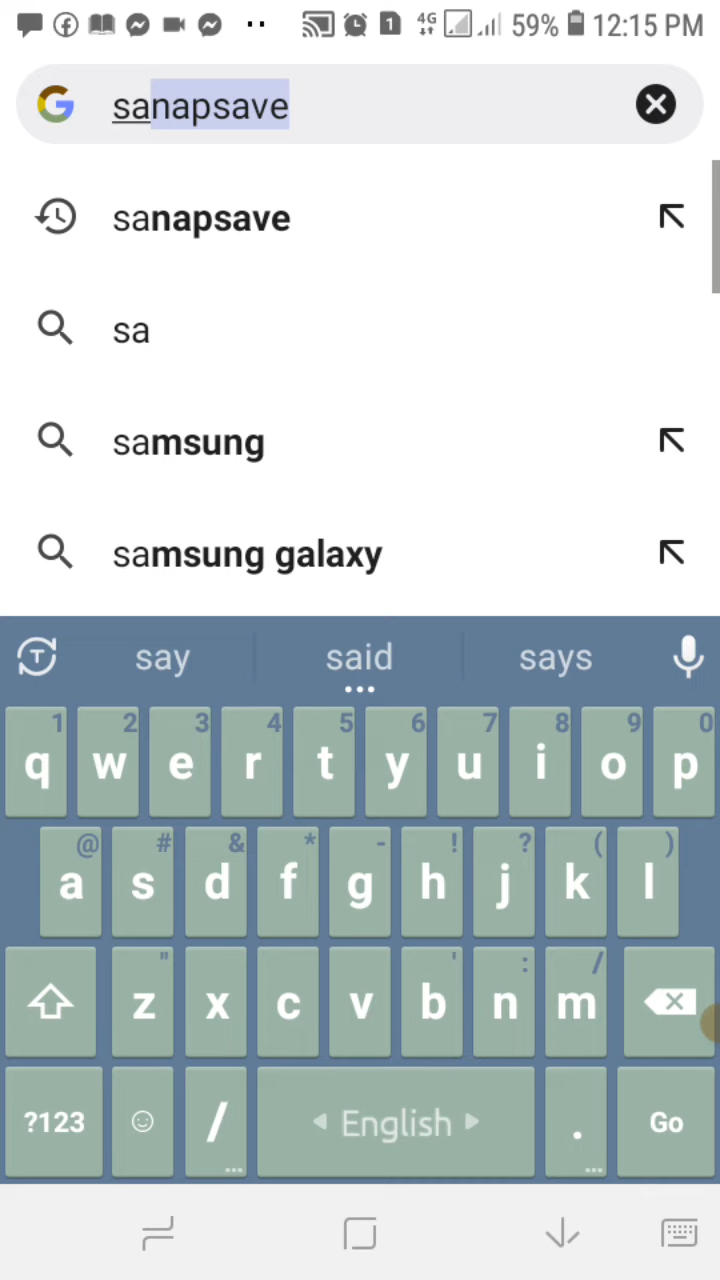 1 4G 59% 12:15 PM
sanapsave
sanapsave
sa
samsung
samsung galaxy
say said says
1 2 3 4 5 6 7 8 9 0
q w e r t y u i o p
@ # & * - ! ? ( )
a s d f g h j k l
" ' : /
z x c v b n m
?123 / English . Go